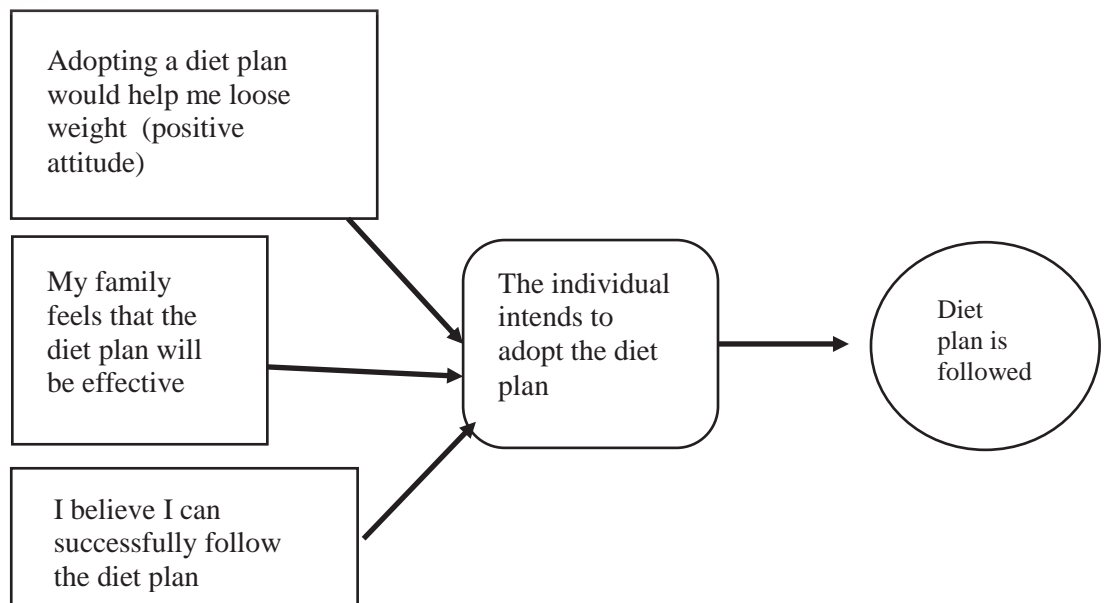 Adopting a diet plan
would help me loose
weight (positive
attitude)
My family
feels that the
diet plan will
be effective
I believe I can
successfully follow
the diet plan
The individual
intends to
adopt the diet
plan
Diet
plan is
followed